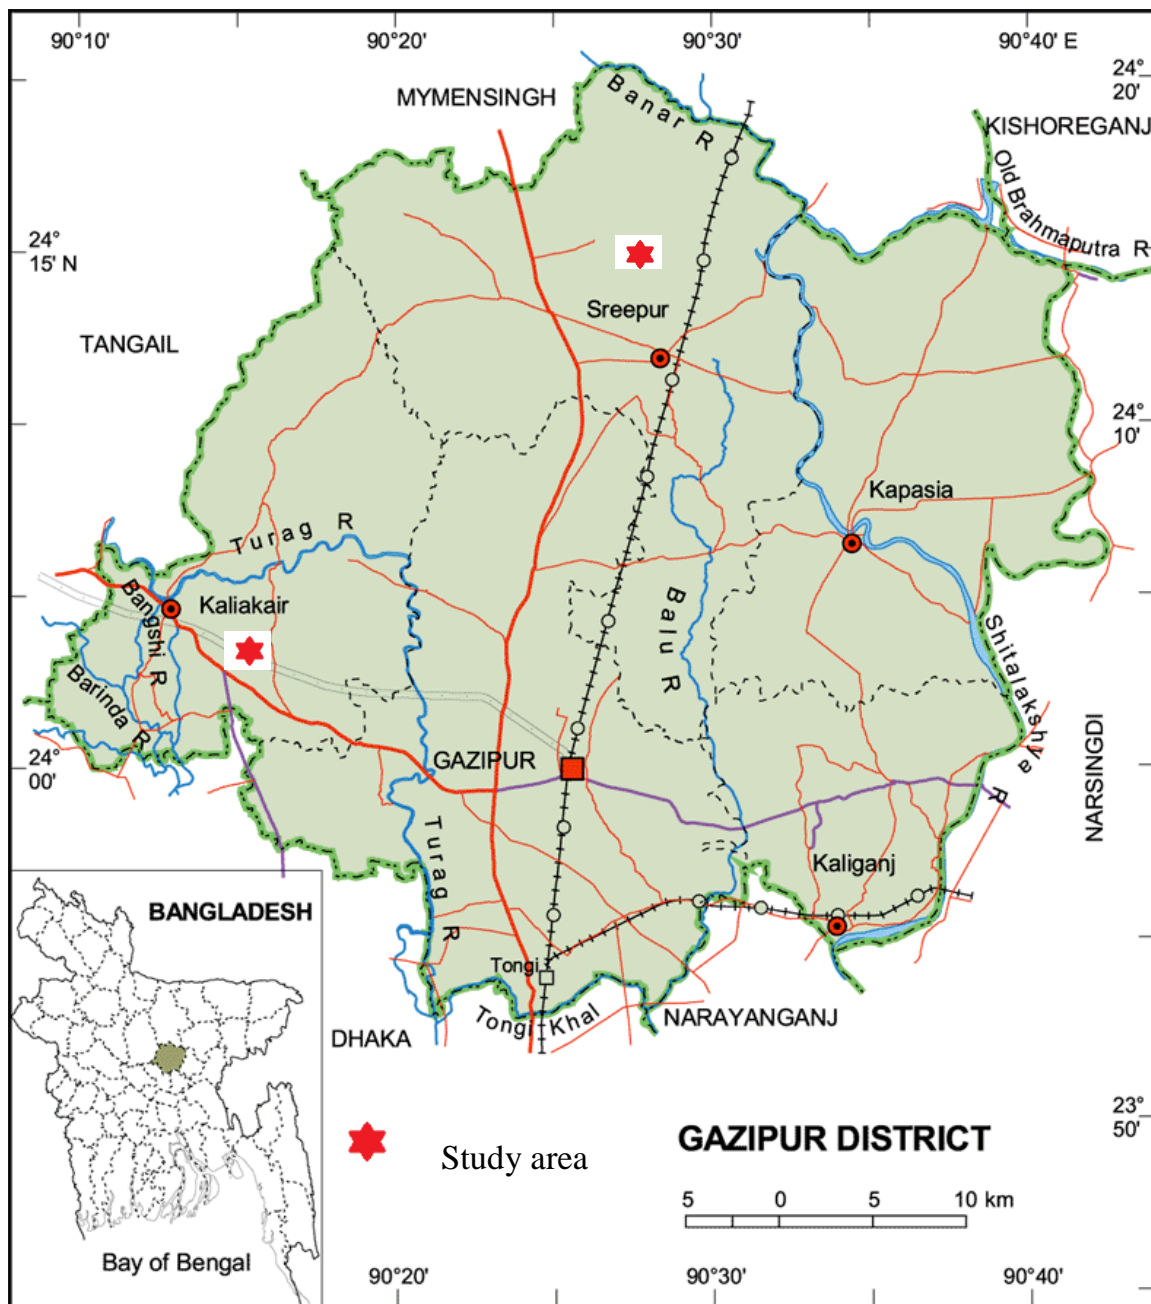 90°10'
90°20'
90°30'
90°40' E
24°
20'
MYMENSINGH
Banar R
KISHOREGANJ
Old Brahmaputra R
24°
15' N
Sreepur
TANGAIL
24°
10'
Kapasia
Turag R
Bangshi R
Kaliakair
Balu R
Shitalakshya R
Barinda R
24°
00'
GAZIPUR
NARSINGDI
Turag R
Kaliganj
BANGLADESH
Tongi
Tongi Khal
NARAYANGANJ
DHAKA
23°
50'
Study area
GAZIPUR DISTRICT
5 0 5 10 km
Bay of Bengal
90°20'
90°30'
90°40'